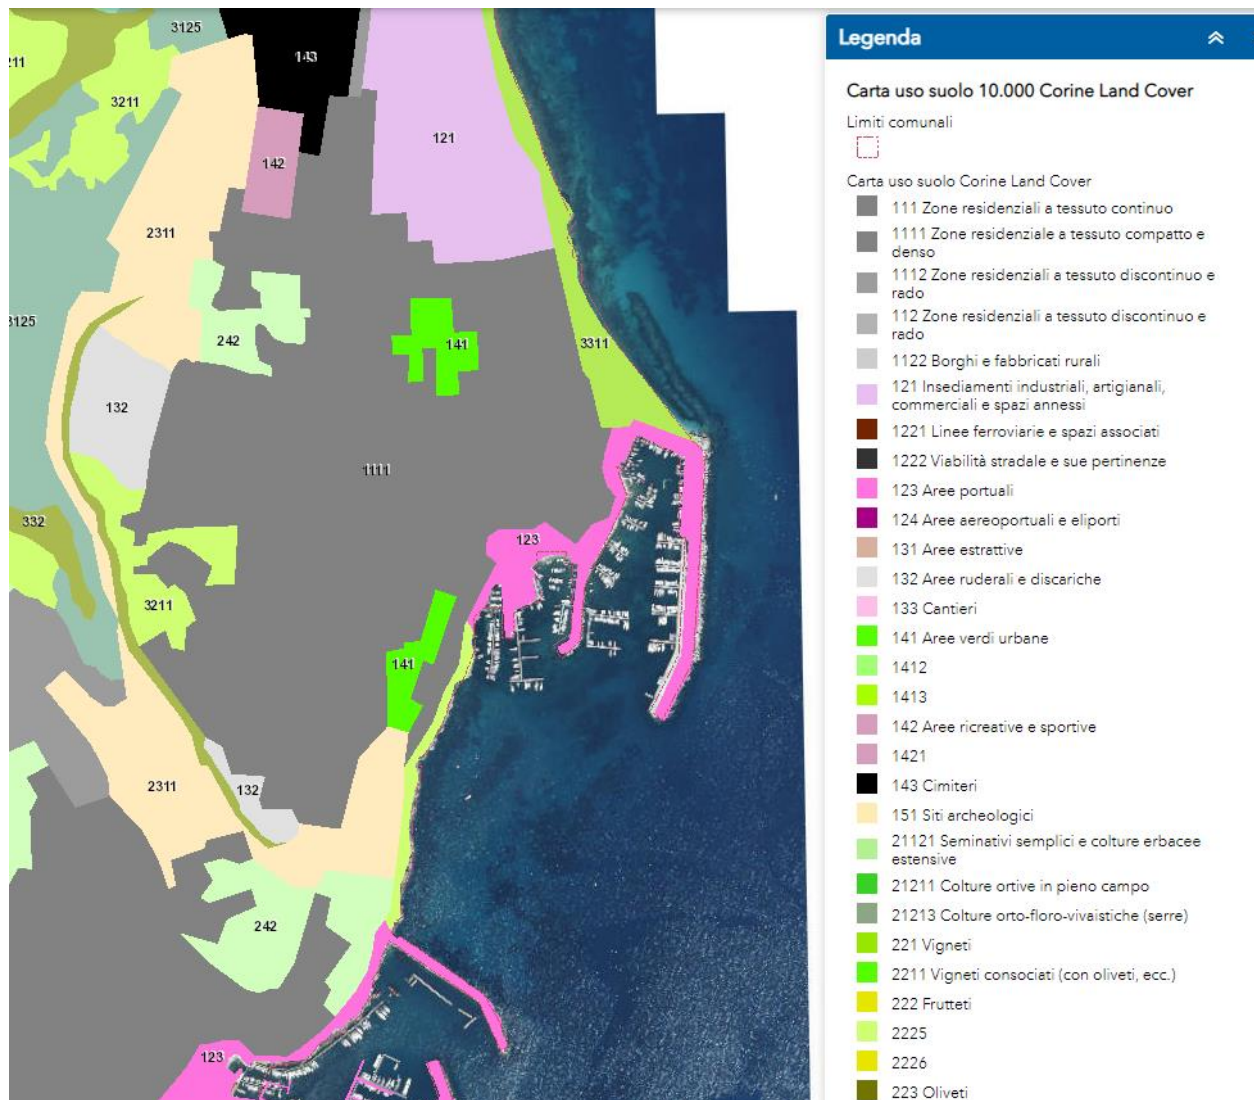 3125
143
211
3211
121
142
2311
3125
242
141
3311
132
1111
332
123
3211
141
2311
132
242
123
Legenda
Carta uso suolo 10.000 Corine Land Cover
Limiti comunali
Carta uso suolo Corine Land Cover
111 Zone residenziali a tessuto continuo
1111 Zone residenziale a tessuto compatto e
denso
1112 Zone residenziali a tessuto discontinuo e
rado
112 Zone residenziali a tessuto discontinuo e
rado
1122 Borghi e fabbricati rurali
121 Insediamenti industriali, artigianali,
commerciali e spazi annessi
1221 Linee ferroviarie e spazi associati
1222 Viabilità stradale e sue pertinenze
123 Aree portuali
124 Aree aereoportuali e eliporti
131 Aree estrattive
132 Aree ruderali e discariche
133 Cantieri
141 Aree verdi urbane
1412
1413
142 Aree ricreative e sportive
1421
143 Cimiteri
151 Siti archeologici
21121 Seminativi semplici e colture erbacee
estensive
21211 Colture ortive in pieno campo
21213 Colture orto-floro-vivaistiche (serre)
221 Vigneti
2211 Vigneti consociati (con oliveti, ecc.)
222 Frutteti
2225
2226
223 Oliveti